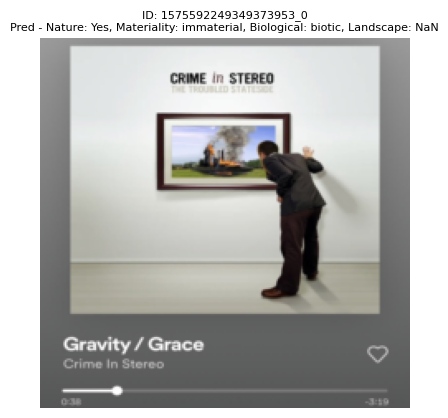 ID: 1575592249349373953_0
Pred - Nature: Yes, Materiality: immaterial, Biological: biotic, Landscape: NaN
CRIME in STEREO
THE TROUBLED STATESIDE
Gravity / Grace
Crime In Stereo
0:38
-3:19